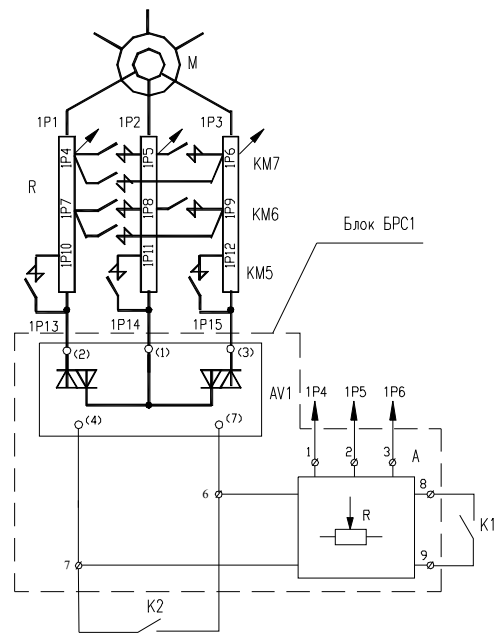 M
1P1 1P2 1P3
1P4 1P5 1P6 KM7
R
1P7 1P8 1P9 KM6
Блок БРС1
1P10 1P11 1P12 KM5
1P13 1P14 1P15
(2) (1) (3)
AV1 1P4 1P5 1P6
(4) (7)
1 2 3 A
6 8
R K1
7 9
K2